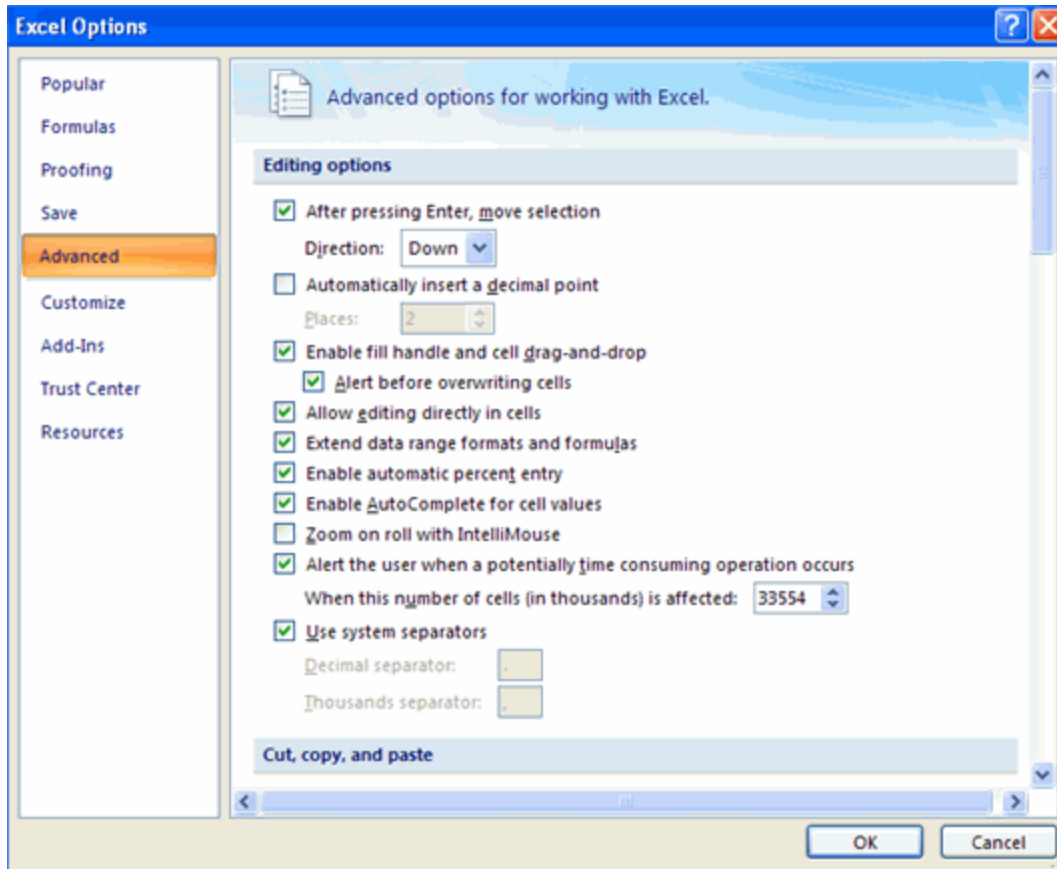 Excel Options
Popular
Formulas
Proofing
Save
Advanced
Customize
Add-Ins
Trust Center
Resources
Advanced options for working with Excel.
Editing options
After pressing Enter, move selection
Direction: Down
Automatically insert a decimal point
Places: 2
Enable fill handle and cell drag-and-drop
Alert before overwriting cells
Allow editing directly in cells
Extend data range formats and formulas
Enable automatic percent entry
Enable AutoComplete for cell values
Zoom on roll with IntelliMouse
Alert the user when a potentially time consuming operation occurs
When this number of cells (in thousands) is affected: 33554
Use system separators
Decimal separator: .
Thousands separator: ,
Cut, copy, and paste
OK Cancel